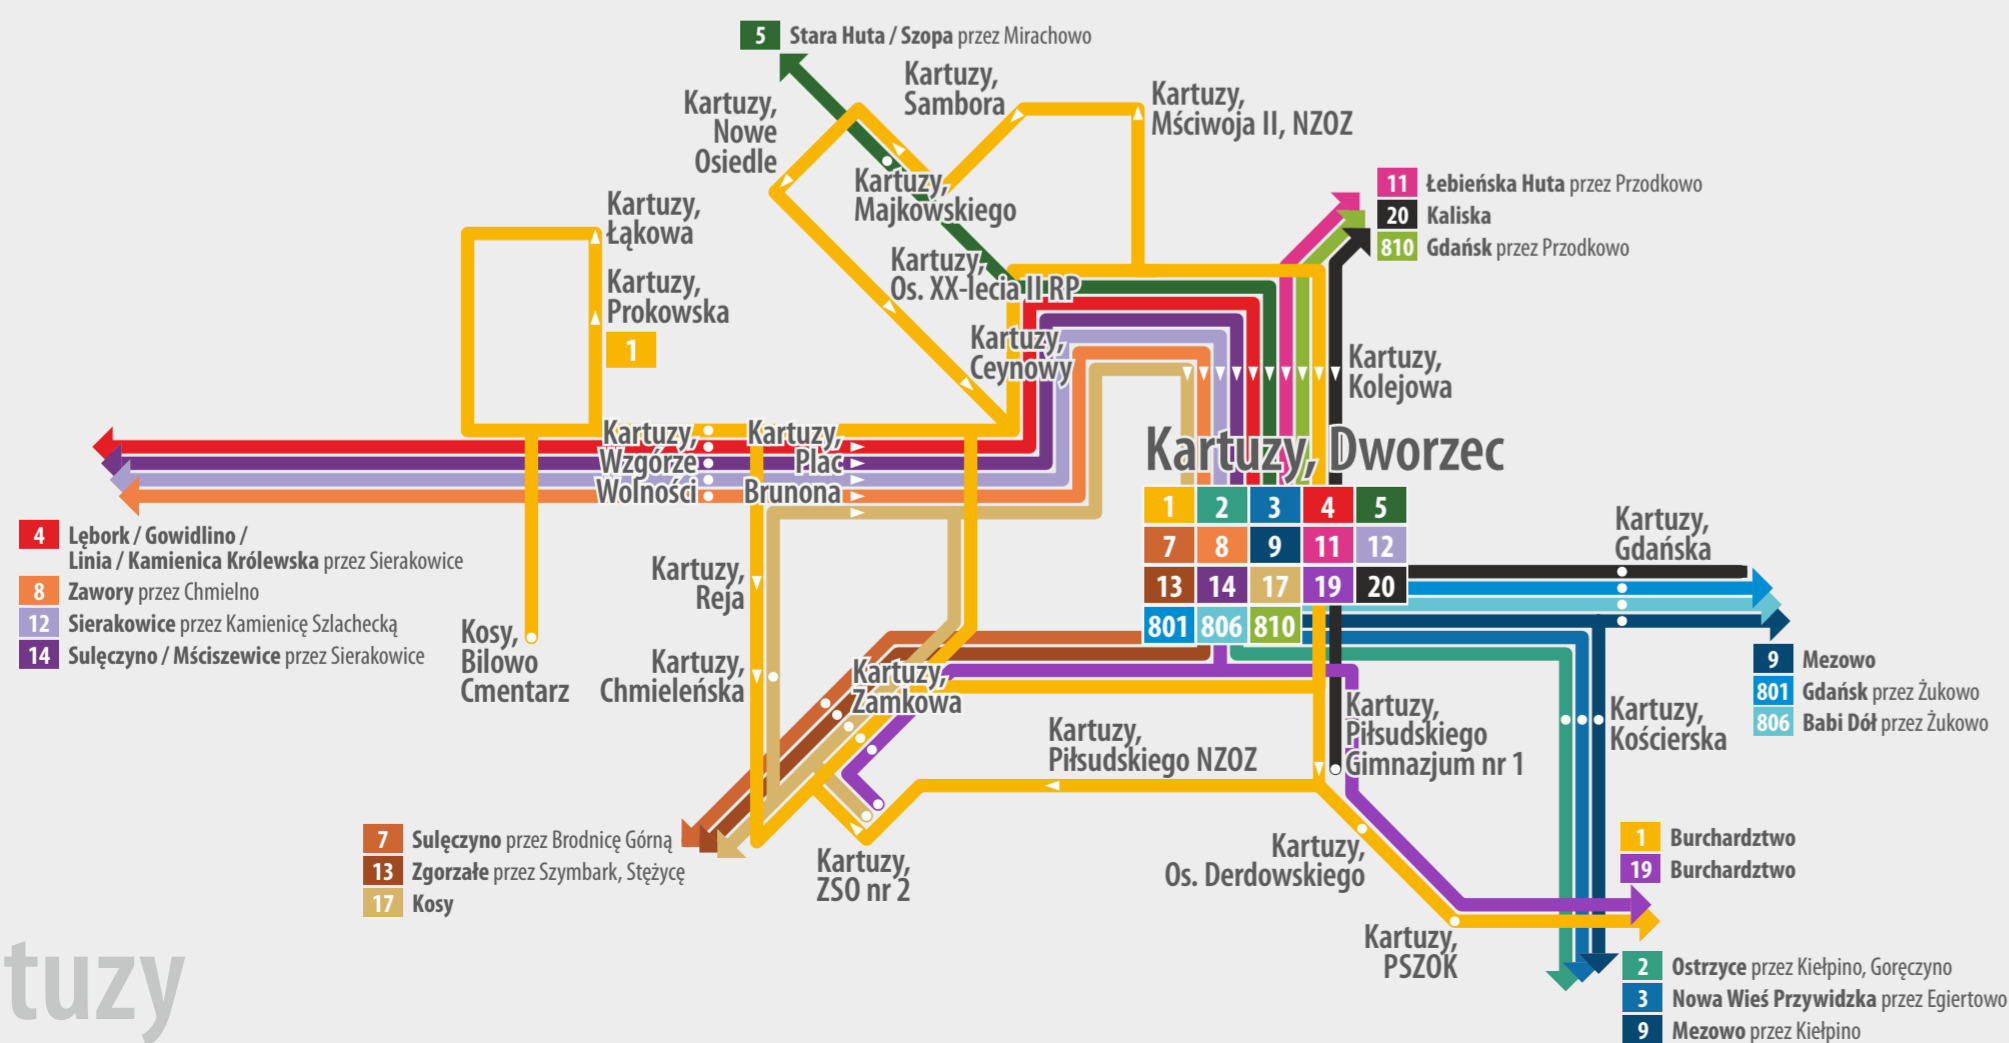 5 Stara Huta / Szopa przez Mirachowo
Kartuzy,
Sambora
Kartuzy,
Mściwoja II, NZOZ
Kartuzy,
Nowe
Osiedle
Kartuzy,
Majkowskiego
11 Łebieńska Huta przez Przodkowo
20 Kaliska
810 Gdańsk przez Przodkowo
Kartuzy,
Łąkowa
Kartuzy,
Prokowska
1
Kartuzy,
Os. XX-lecia II RP
Kartuzy,
Ceynowy
Kartuzy,
Kolejowa
Kartuzy,
Wzgórze
Wolności
Kartuzy,
Plac
Brunona
Kartuzy, Dworzec
1 2 3 4 5
7 8 9 11 12
13 14 17 19 20
801 806 810
4 Lębork / Gowidlino /
Linia / Kamienica Królewska przez Sierakowice
8 Zawory przez Chmielno
12 Sierakowice przez Kamienicę Szlachecką
14 Sulęczyno / Mściszewice przez Sierakowice
Kartuzy,
Gdańska
Kartuzy,
Reja
Kosy,
Bilowo
Cmentarz
Kartuzy,
Chmieleńska
Kartuzy,
Zamkowa
9 Mezowo
801 Gdańsk przez Żukowo
806 Babi Dół przez Żukowo
Kartuzy,
Piłsudskiego NZOZ
Kartuzy,
Piłsudskiego
Gimnazjum nr 1
Kartuzy,
Kościerska
7 Sulęczyno przez Brodnicę Górną
13 Zgorzałe przez Szymbark, Stężycę
17 Kosy
Kartuzy,
ZSO nr 2
Kartuzy,
Os. Derdowskiego
1 Burchardztwo
19 Burchardztwo
Kartuzy,
PSZOK
2 Ostrzyce przez Kiełpino, Goręczyno
3 Nowa Wieś Przywidzka przez Egiertowo
9 Mezowo przez Kiełpino
tuzy